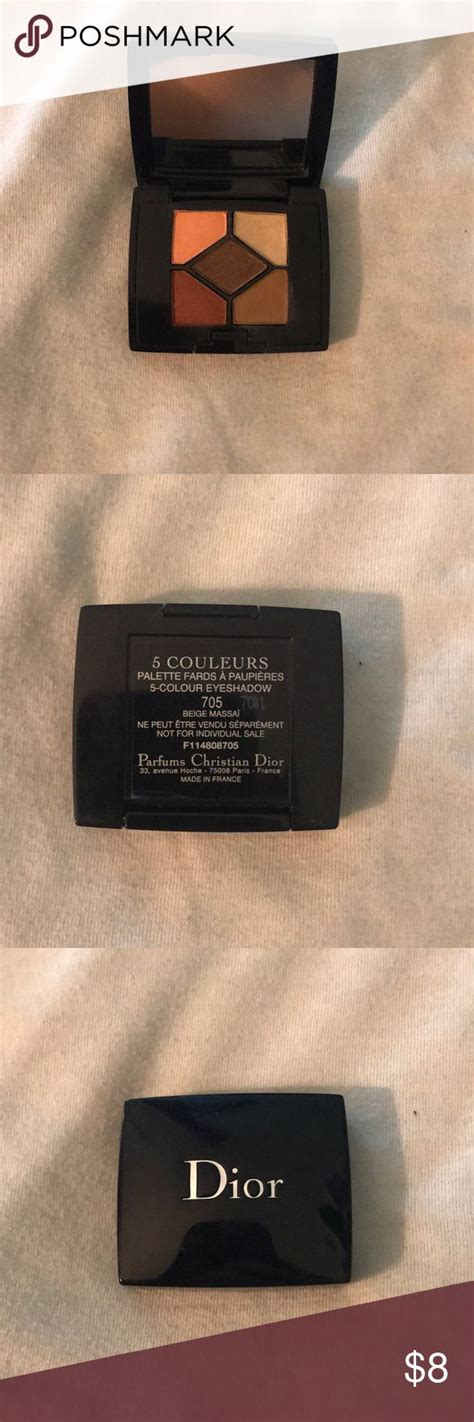 POSHMARK
5 COULEURS
PALETTE FARDS À PAUPIÈRES
5-COLOUR EYESHADOW
705
BEIGE MASSAÏ
NE PEUT ÊTRE VENDU SÉPARÉMENT
NOT FOR INDIVIDUAL SALE
F114808705
Parfums Christian Dior
33, avenue Hoche - 75008 Paris - France
MADE IN FRANCE
Dior
$8